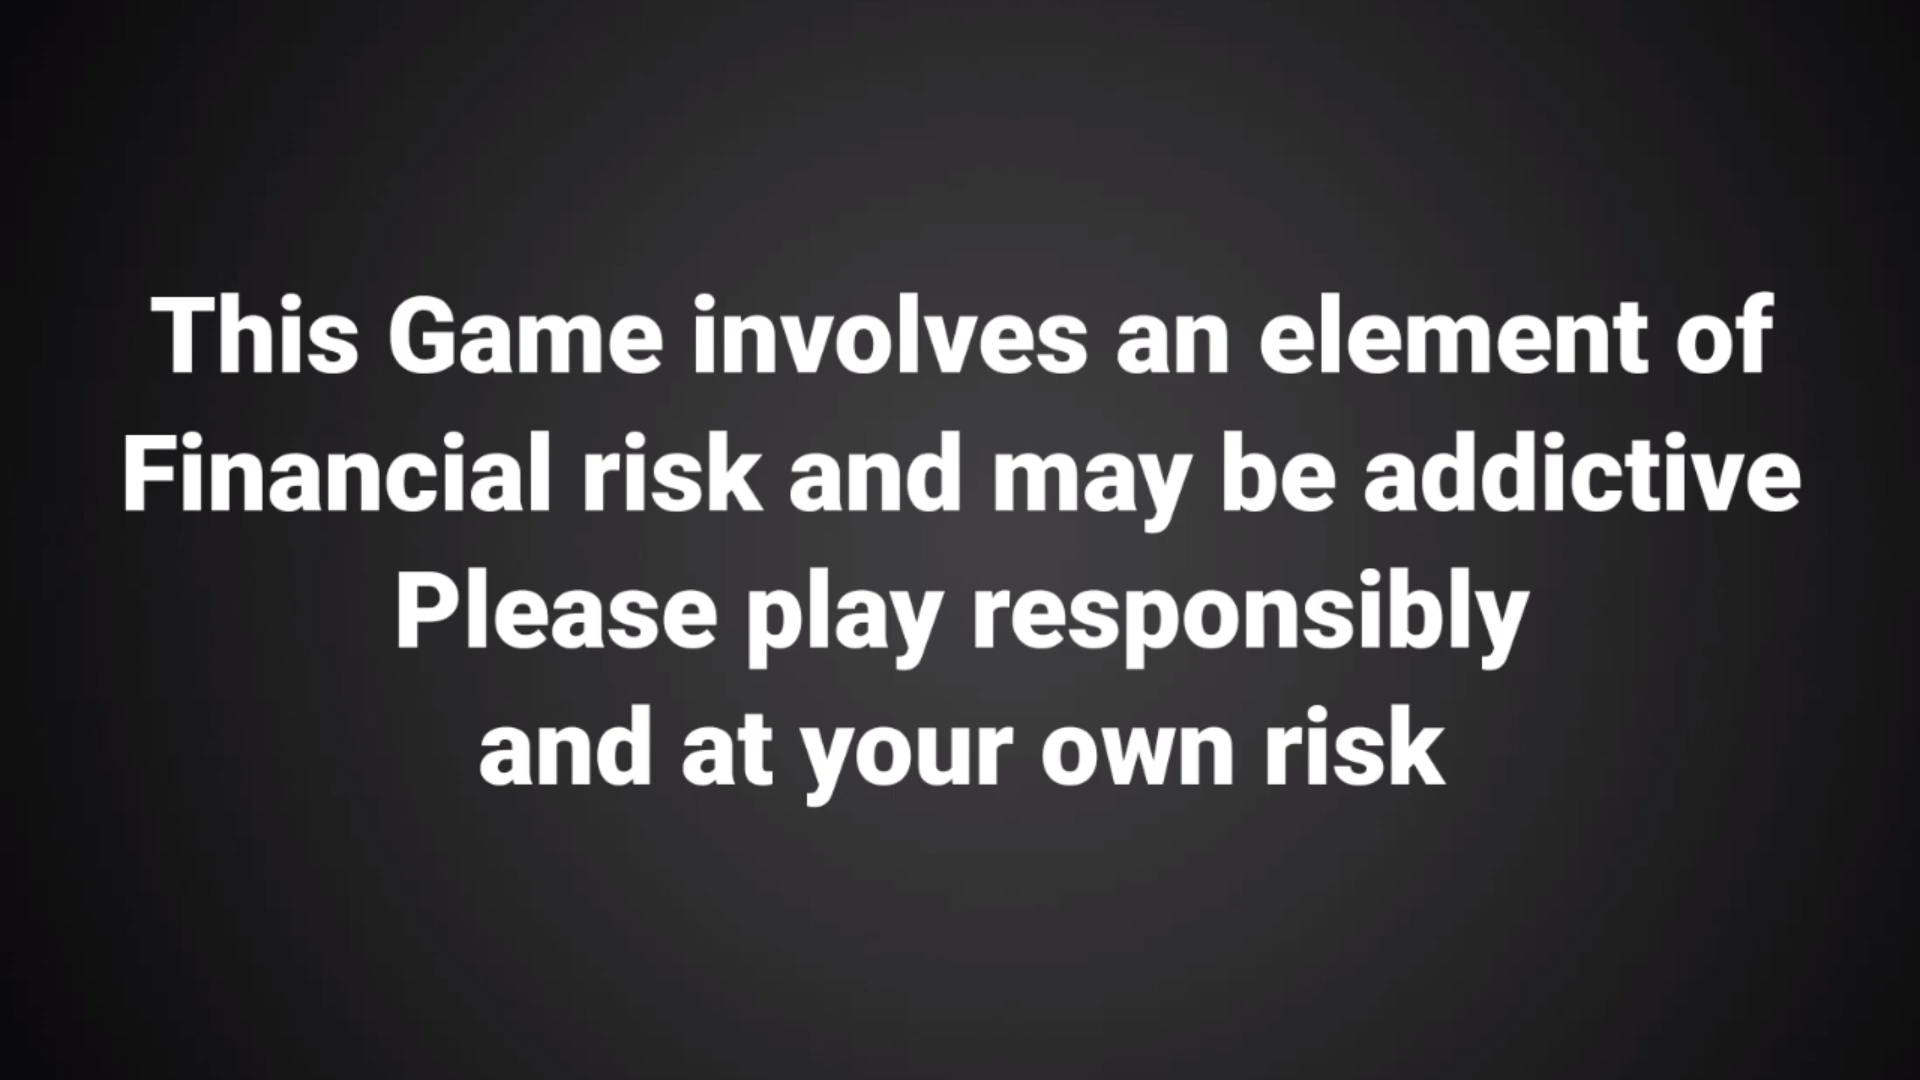 This Game involves an element of
Financial risk and may be addictive
Please play responsibly
and at your own risk